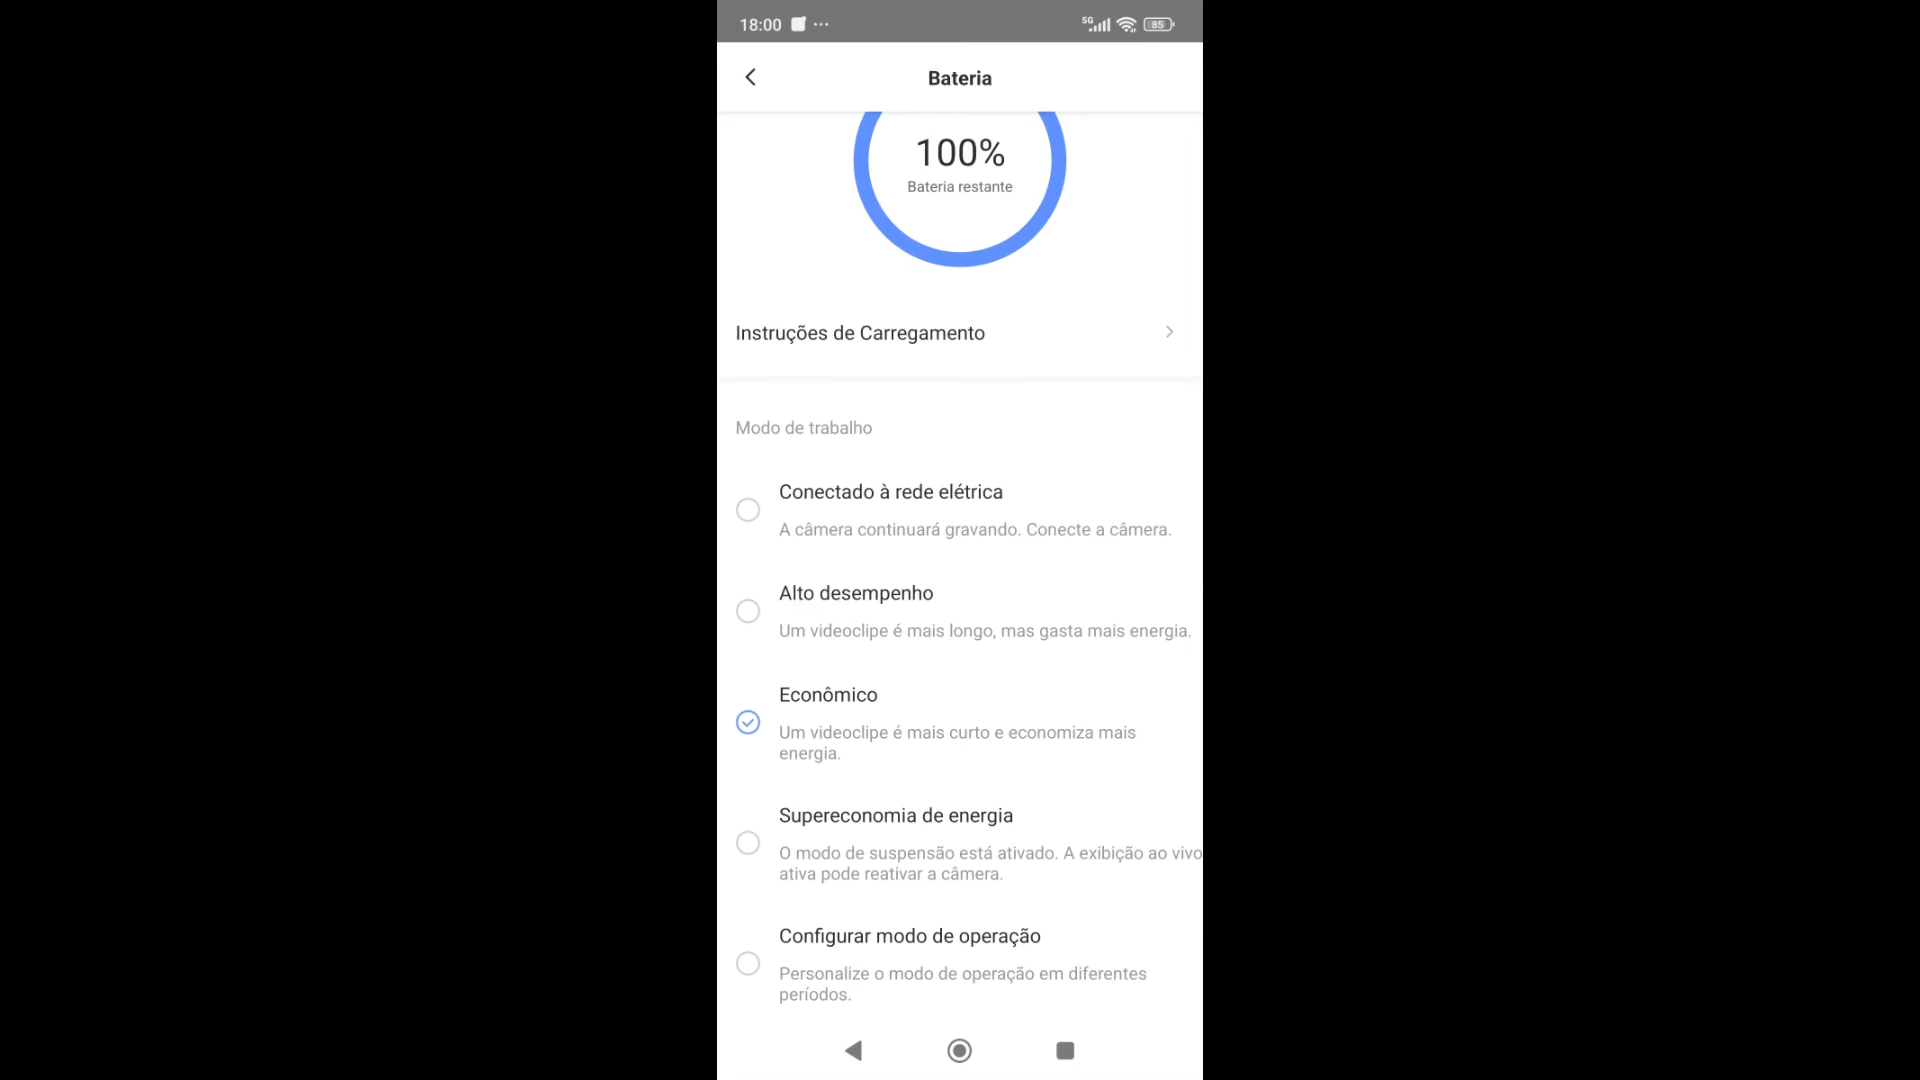 18:00
5G
85
Bateria
100%
Bateria restante
Instruções de Carregamento
Modo de trabalho
Conectado à rede elétrica
A câmera continuará gravando. Conecte a câmera.
Alto desempenho
Um videoclipe é mais longo, mas gasta mais energia.
Econômico
Um videoclipe é mais curto e economiza mais
energia.
Supereconomia de energia
O modo de suspensão está ativado. A exibição ao vivo
ativa pode reativar a câmera.
Configurar modo de operação
Personalize o modo de operação em diferentes
períodos.